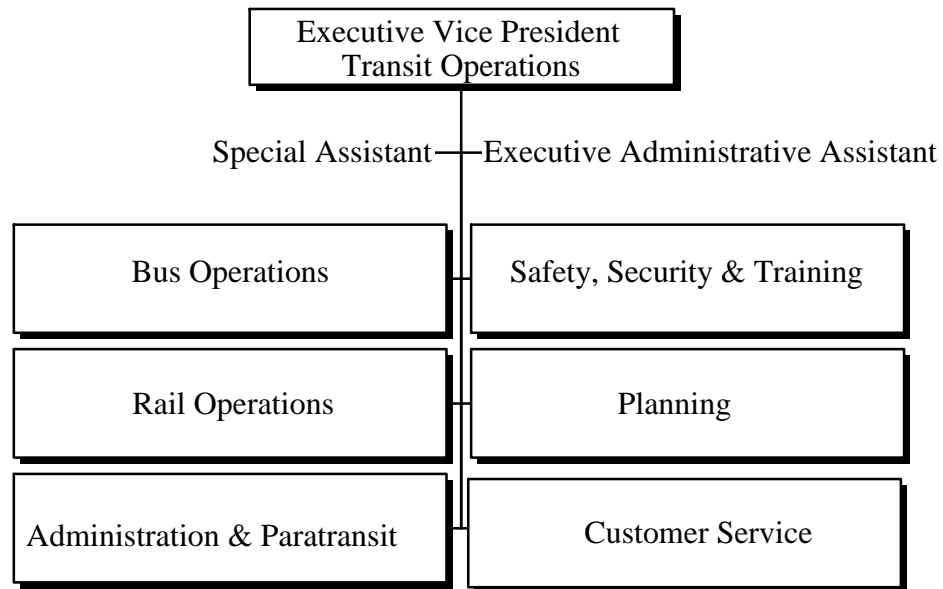 Executive Vice President
Transit Operations
Special Assistant
Executive Administrative Assistant
Bus Operations
Safety, Security & Training
Rail Operations
Planning
Administration & Paratransit
Customer Service